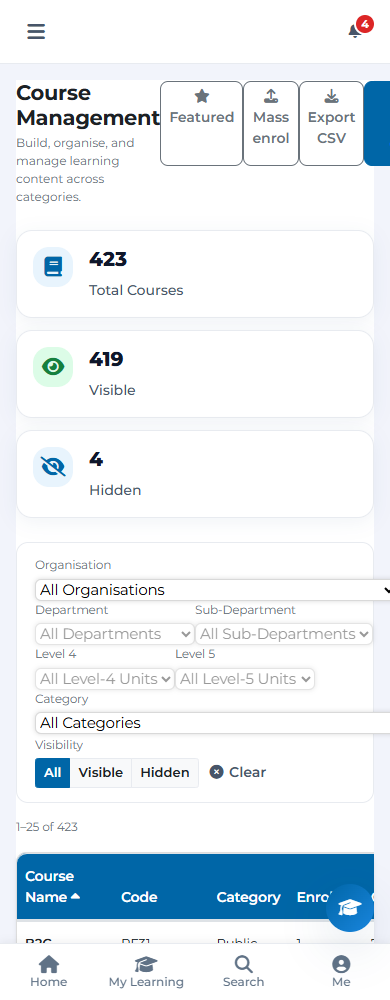 4
Course
Management
Build, organise, and
manage learning
content across
categories.
Featured
Mass
enrol
Export
CSV
423
Total Courses
419
Visible
4
Hidden
Organisation
All Organisations
Department Sub-Department
All Departments All Sub-Departments
Level 4 Level 5
All Level-4 Units All Level-5 Units
Category
All Categories
Visibility
All Visible Hidden Clear
1–25 of 423
Course
Name Code Category
Home My Learning Search Me